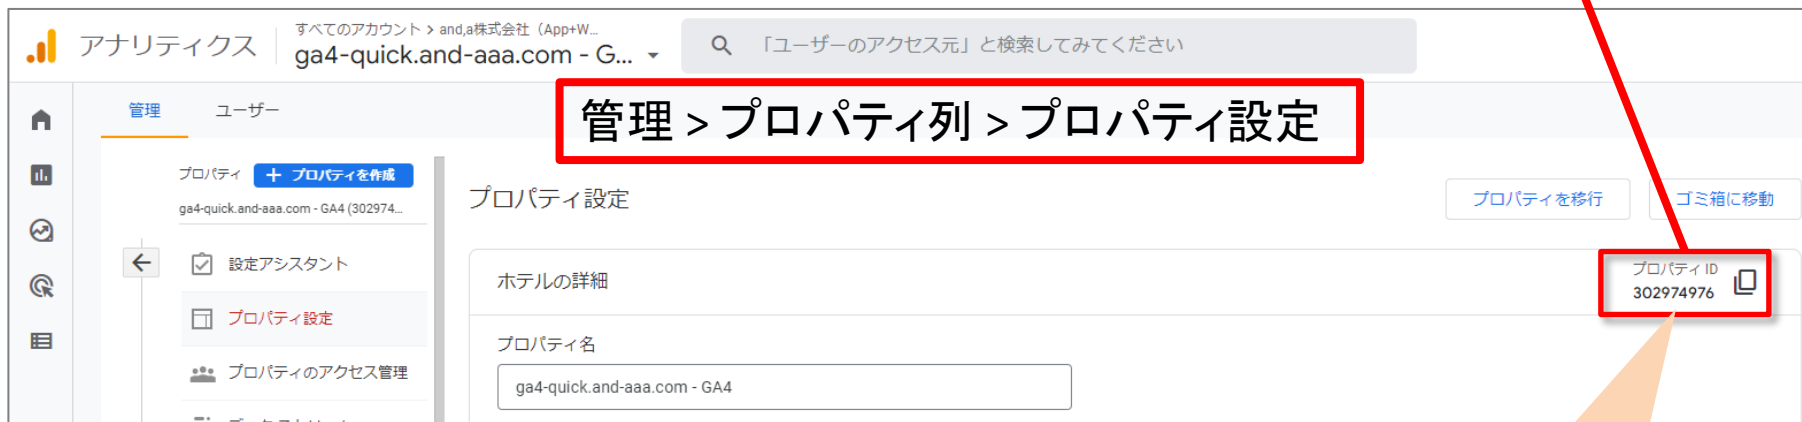 アナリティクス
すべてのアカウント > and,a株式会社（App+W...
ga4-quick.and-aaa.com - G...
「ユーザーのアクセス元」と検索してみてください
管理
ユーザー
管理 > プロパティ列 > プロパティ設定
プロパティ
+ プロパティを作成
ga4-quick.and-aaa.com - GA4 (302974...
プロパティ設定
プロパティを移行
ゴミ箱に移動
設定アシスタント
ホテルの詳細
プロパティ ID
302974976
プロパティ設定
プロパティ名
プロパティのアクセス管理
ga4-quick.and-aaa.com - GA4